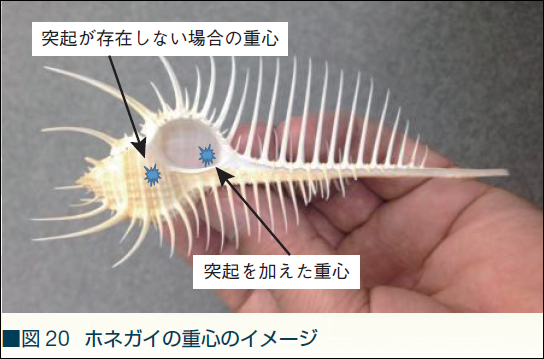 突起が存在しない場合の重心
突起を加えた重心
■図 20 ホネガイの重心のイメージ